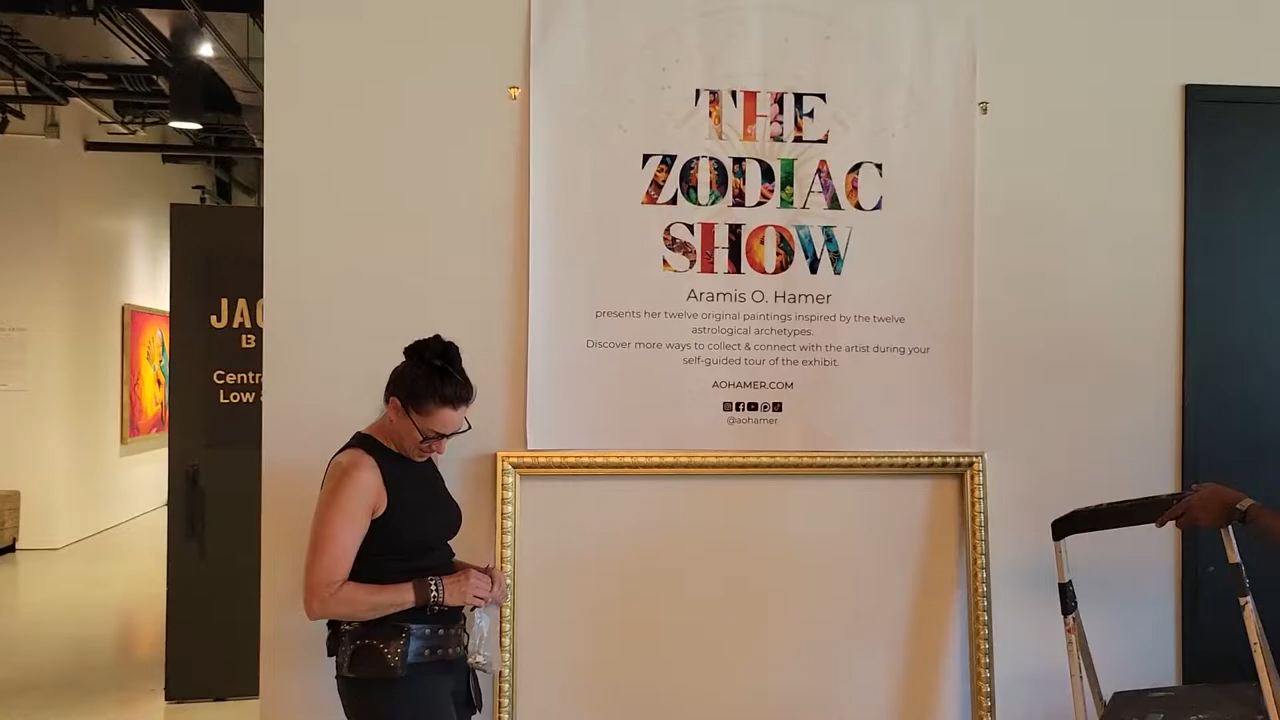 THE
ZODIAC
SHOW
Aramis O. Hamer
presents her twelve original paintings inspired by the twelve
astrological archetypes.
Discover more ways to collect & connect with the artist during your
self-guided tour of the exhibit.
AOHAMER.COM
@aohamer
JAC
B
Centra
Low